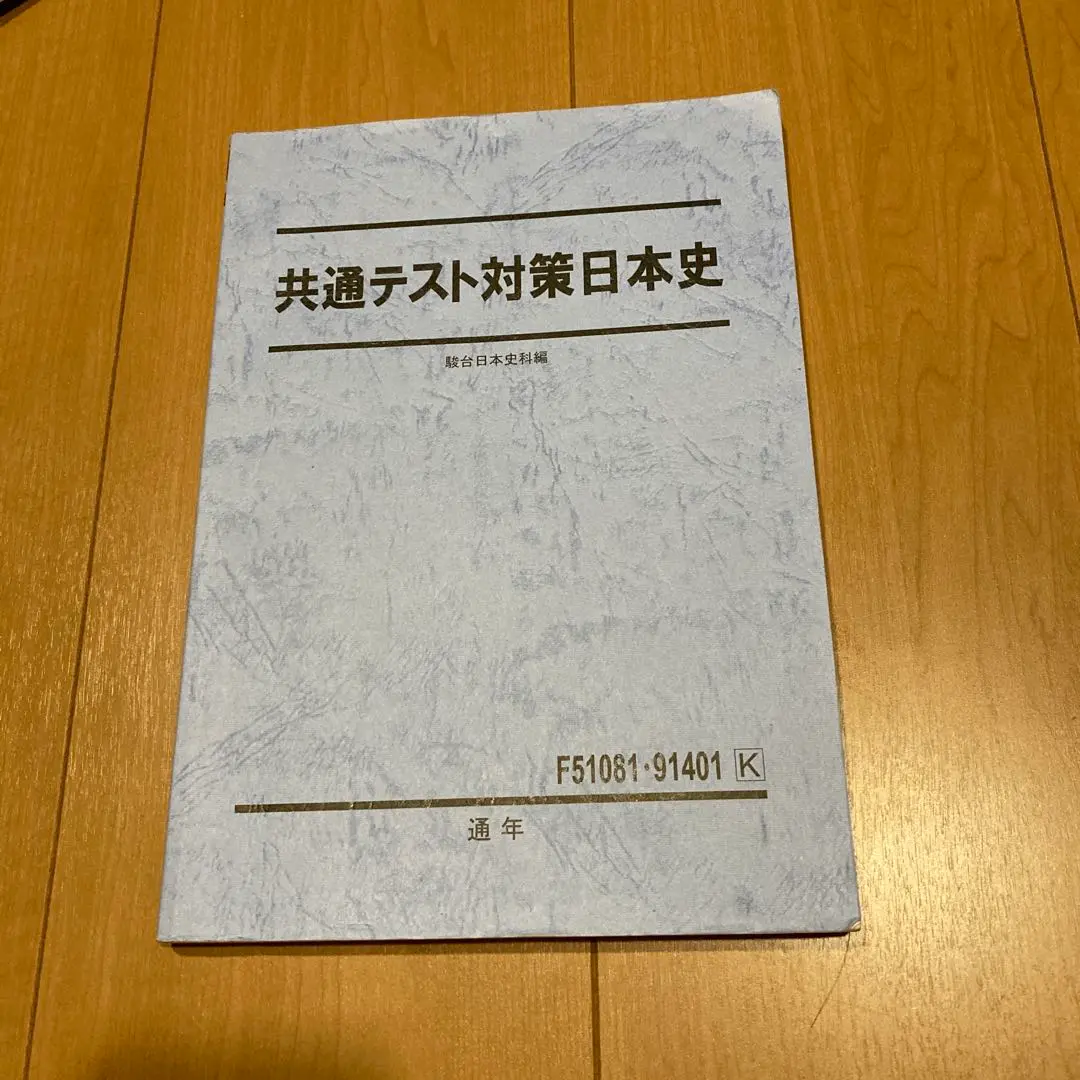 共通テスト対策日本史
駿台日本史科編
F51081・91401 K
通年